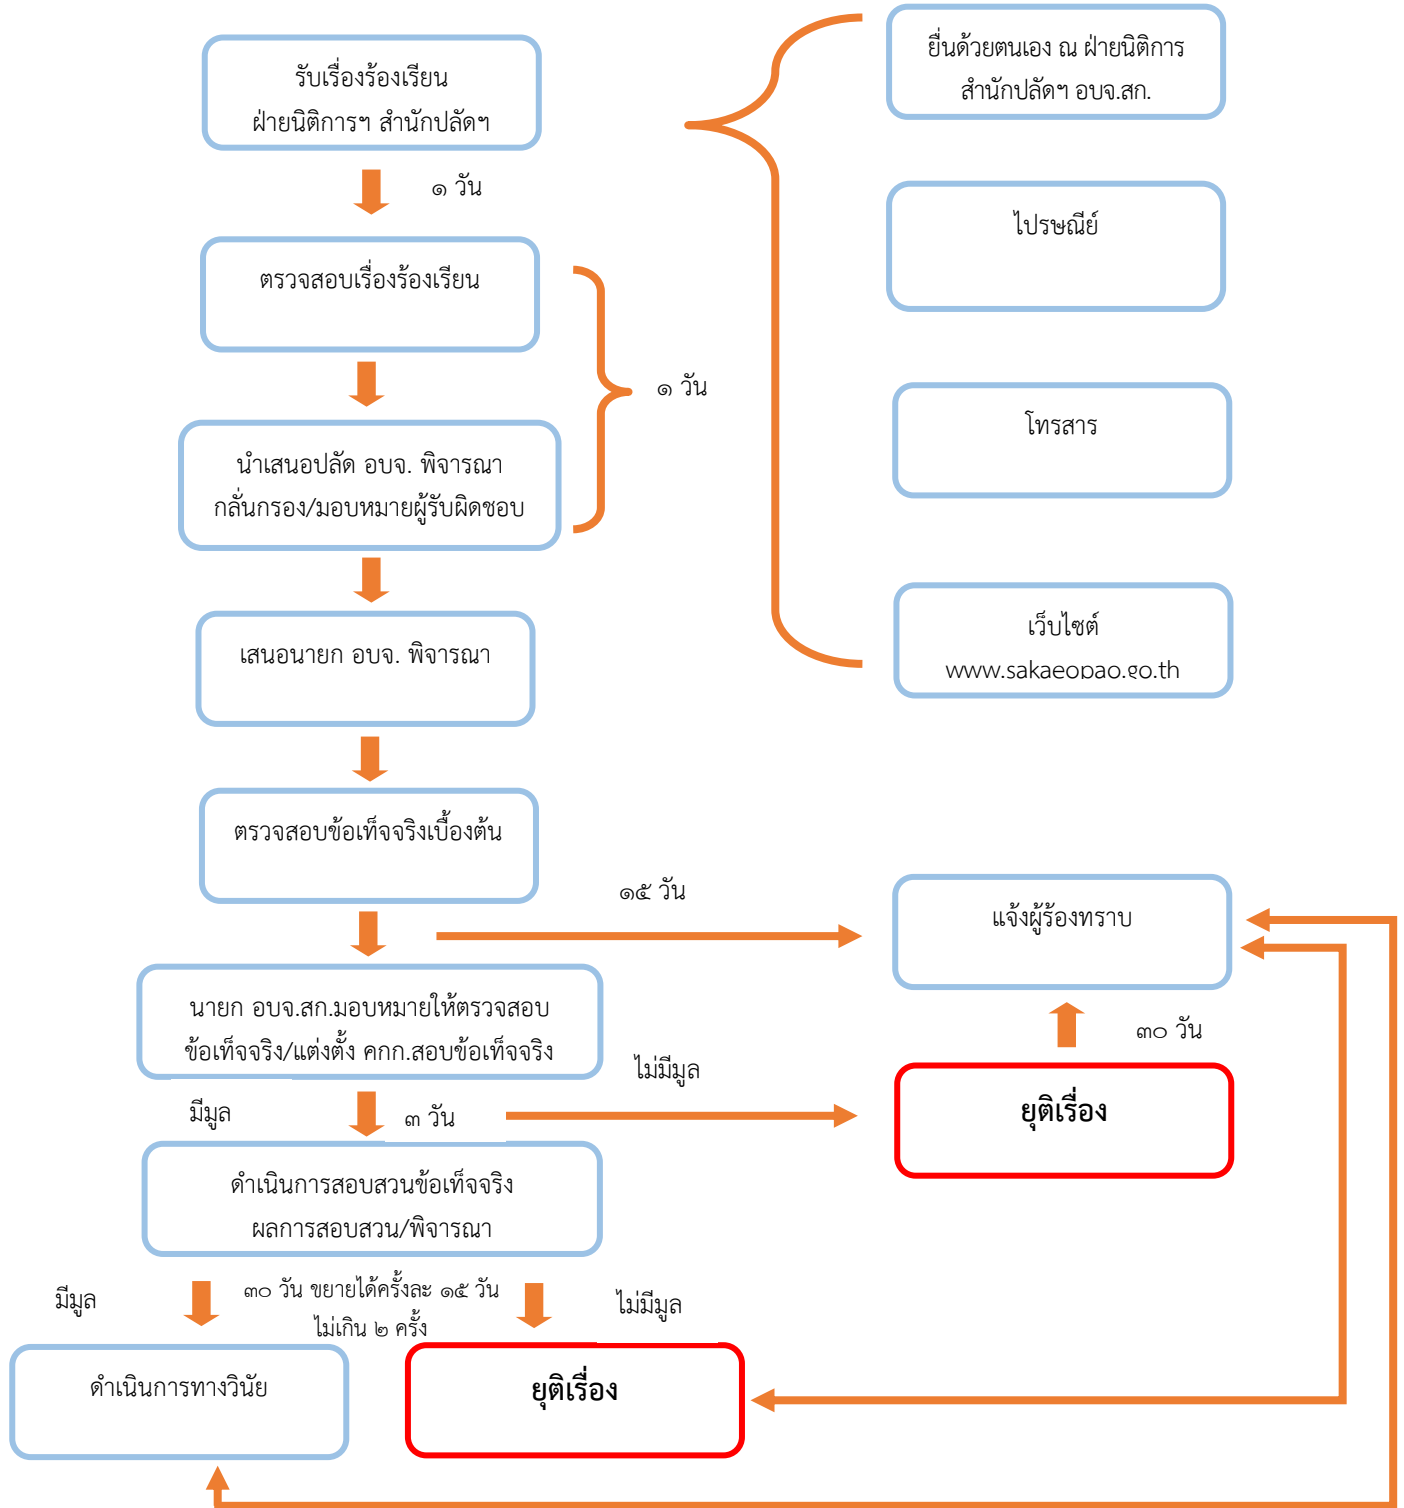 รับเรื่องร้องเรียน
ฝ่ายนิติการฯ สำนักปลัดฯ
๑ วัน
ตรวจสอบเรื่องร้องเรียน
๑ วัน
นำเสนอปลัด อบจ. พิจารณา
กลั่นกรอง/มอบหมายผู้รับผิดชอบ
เสนอนายก อบจ. พิจารณา
ตรวจสอบข้อเท็จจริงเบื้องต้น
ยื่นด้วยตนเอง ณ ฝ่ายนิติการ
สำนักปลัดฯ อบจ.สก.
ไปรษณีย์
โทรสาร
เว็บไซต์
www.sakaeopao.go.th
๑๕ วัน
แจ้งผู้ร้องทราบ
นายก อบจ.สก.มอบหมายให้ตรวจสอบ
ข้อเท็จจริง/แต่งตั้ง คกก.สอบข้อเท็จจริง
๓๐ วัน
ไม่มีมูล
ยุติเรื่อง
มีมูล
๓ วัน
ดำเนินการสอบสวนข้อเท็จจริง
ผลการสอบสวน/พิจารณา
มีมูล
๓๐ วัน ขยายได้ครั้งละ ๑๕ วัน
ไม่เกิน ๒ ครั้ง
ไม่มีมูล
ดำเนินการทางวินัย
ยุติเรื่อง